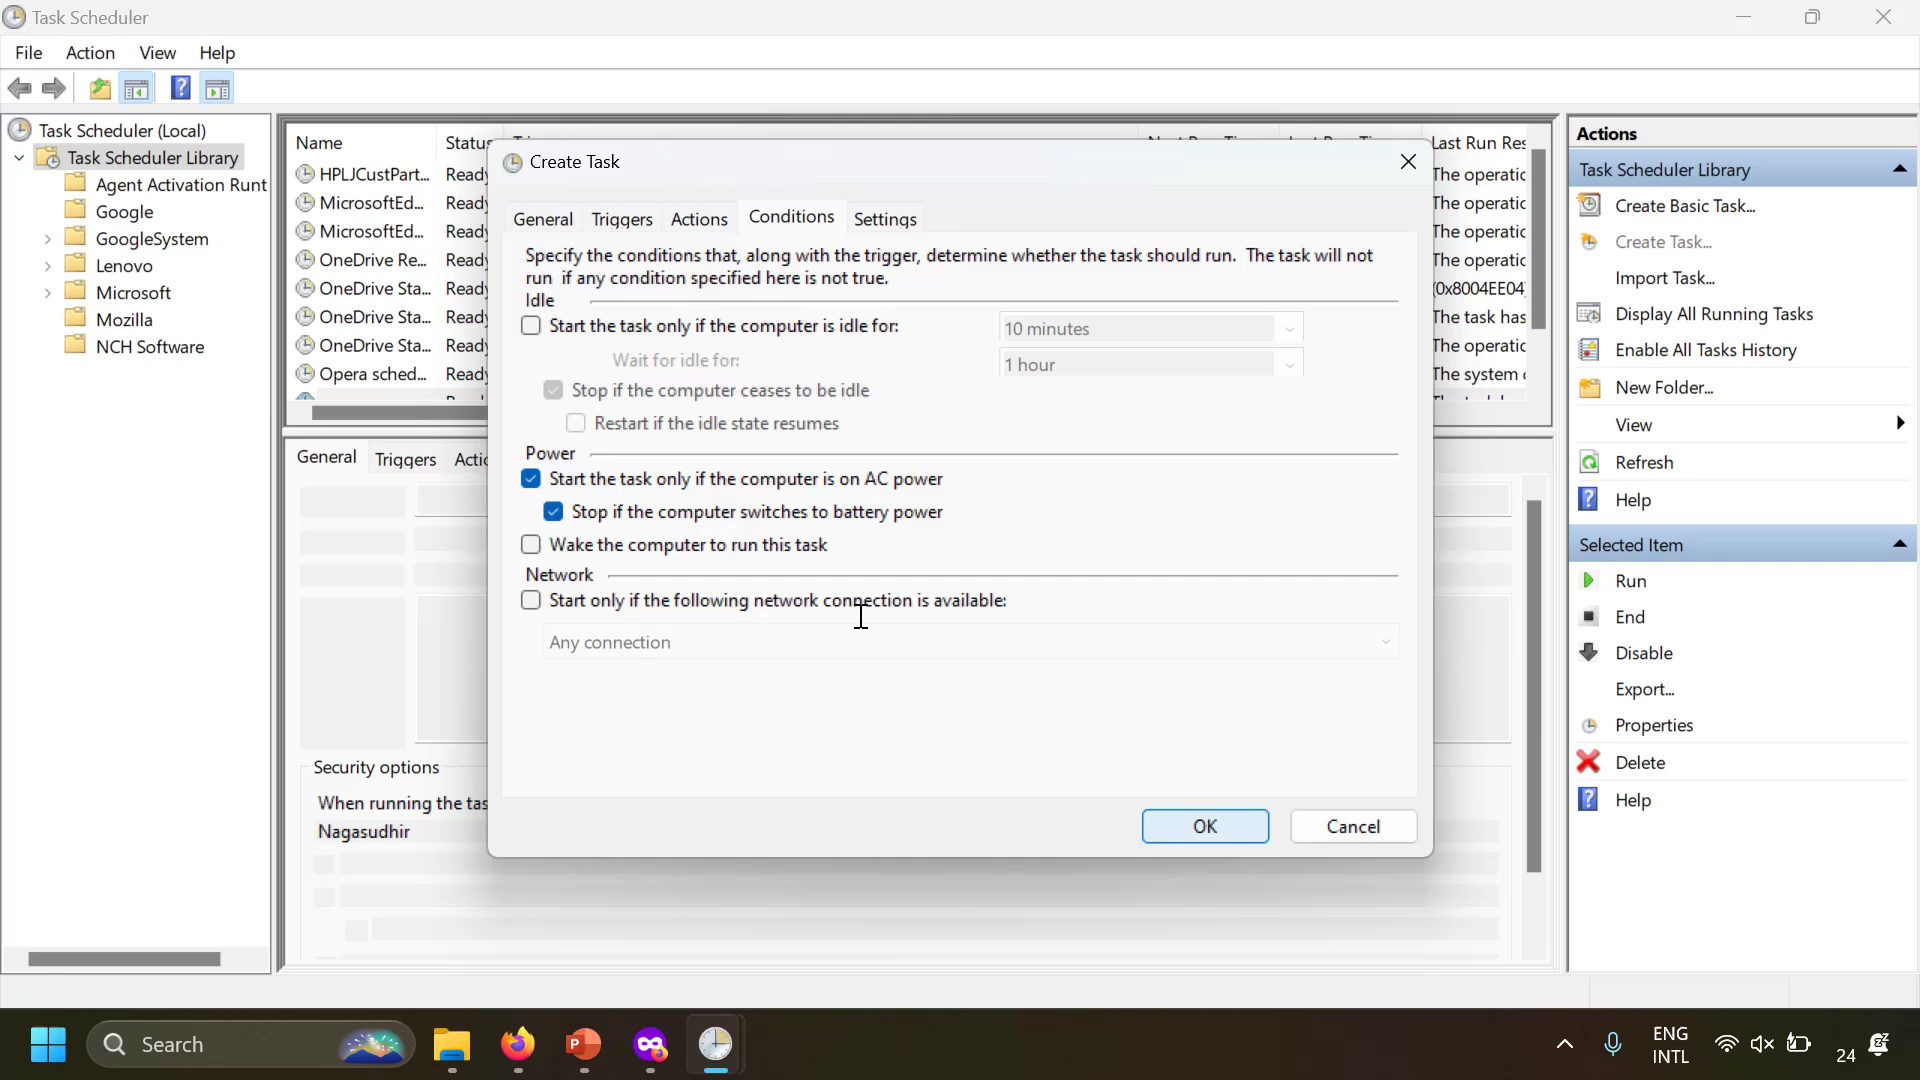 Task Scheduler
File Action View Help
Task Scheduler (Local)
Task Scheduler Library
Agent Activation Runt
Google
GoogleSystem
Lenovo
Microsoft
Mozilla
NCH Software
Name Status
HPLJCustPart... Ready
MicrosoftEd... Ready
MicrosoftEd... Ready
OneDrive Re... Ready
OneDrive Sta... Ready
OneDrive Sta... Ready
OneDrive Sta... Ready
Opera sched... Ready
Last Run Res
The operatic
The operatic
The operatic
The operatic
(0x8004EE04
The task has
The operatic
The system
General Triggers Actic
Security options
When running the tas
Nagasudhir
Create Task
General Triggers Actions Conditions Settings
Specify the conditions that, along with the trigger, determine whether the task should run. The task will not
run if any condition specified here is not true.
Idle
Start the task only if the computer is idle for: 10 minutes
Wait for idle for: 1 hour
Stop if the computer ceases to be idle
Restart if the idle state resumes
Power
Start the task only if the computer is on AC power
Stop if the computer switches to battery power
Wake the computer to run this task
Network
Start only if the following network connection is available:
Any connection
OK Cancel
Actions
Task Scheduler Library
Create Basic Task...
Create Task...
Import Task...
Display All Running Tasks
Enable All Tasks History
New Folder...
View
Refresh
Help
Selected Item
Run
End
Disable
Export...
Properties
Delete
Help
Search
ENG
INTL
24